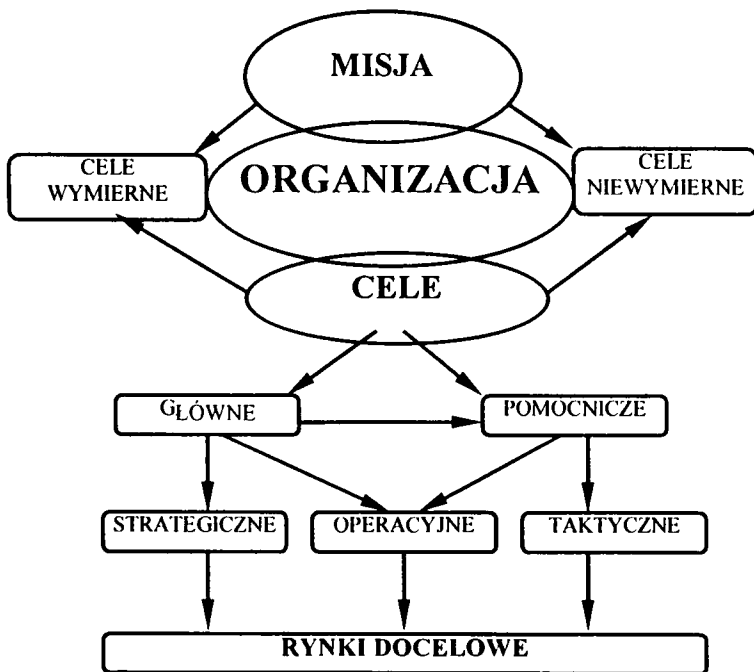 MISJA
CELE
WYMIERNE
ORGANIZACJA
CELE
NIEWYMIERNE
CELE
GŁÓWNE
POMOCNICZE
STRATEGICZNE
OPERACYJNE
TAKTYCZNE
RYNKI DOCELOWE